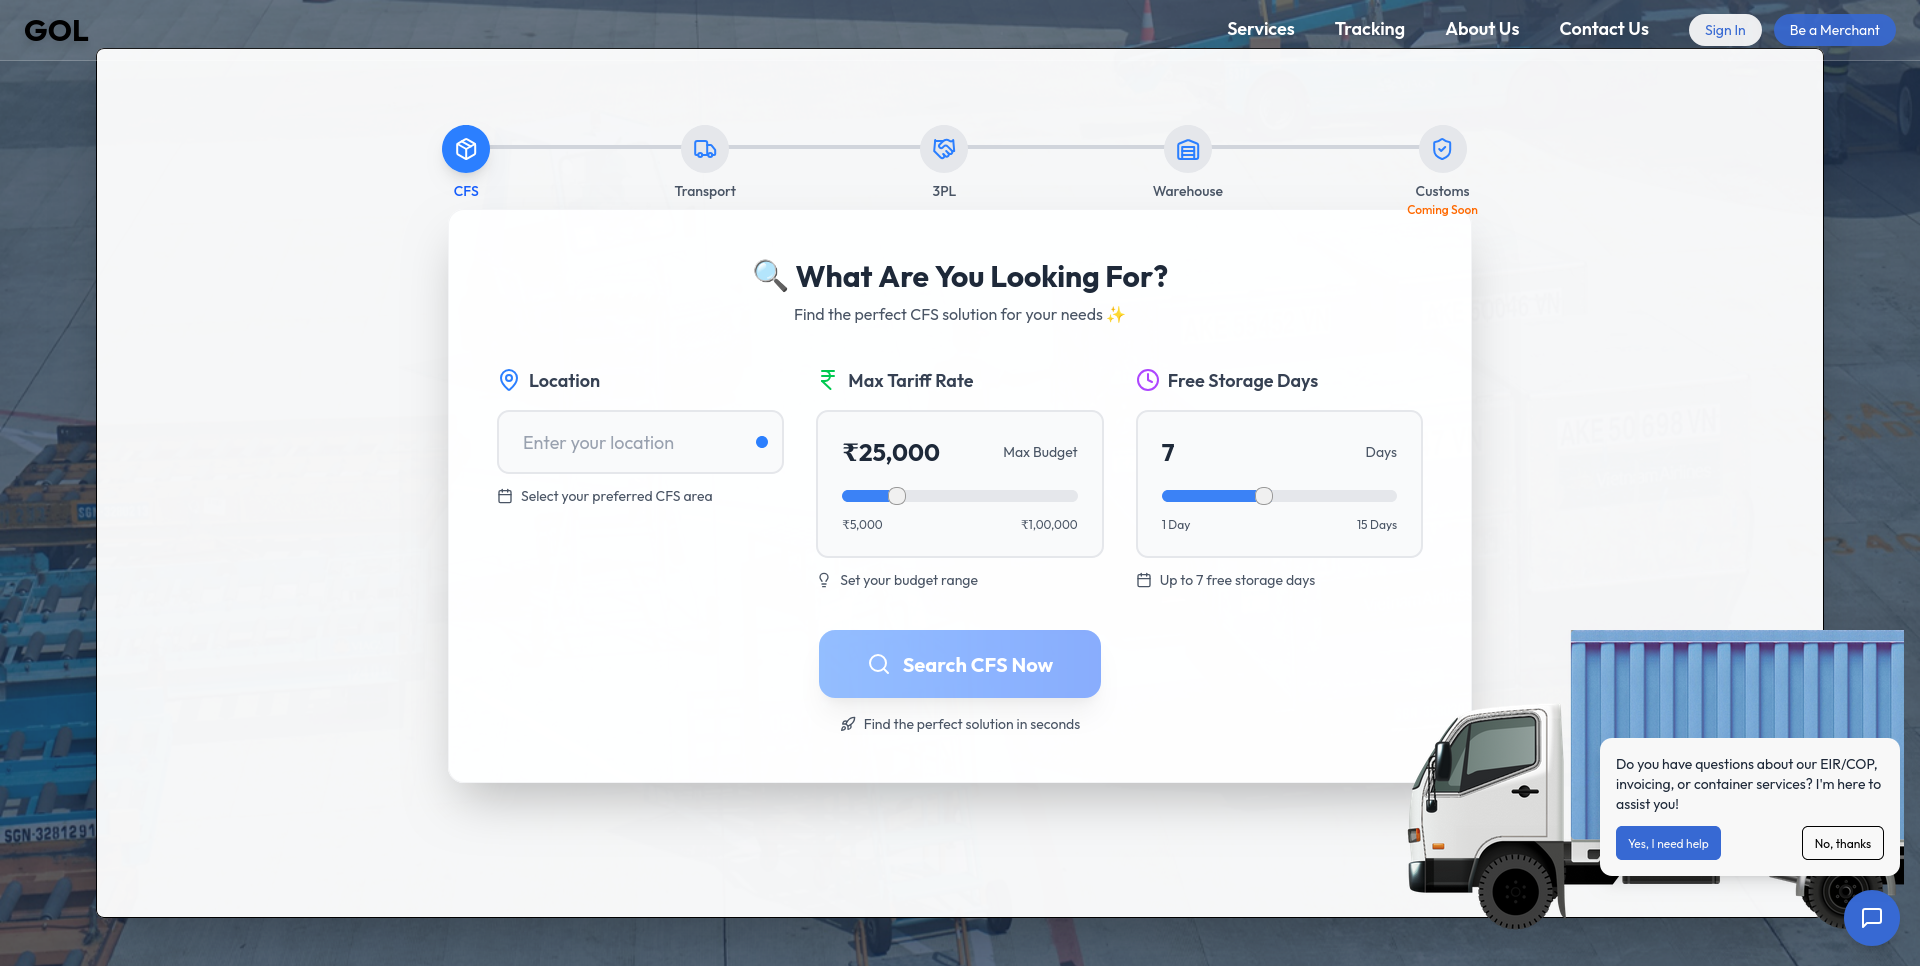 GOL
Services
Tracking
About Us
Contact Us
Sign In
Be a Merchant
CFS
Transport
3PL
Warehouse
Customs
Coming Soon
🔍 What Are You Looking For?
Find the perfect CFS solution for your needs ✨
Location
Enter your location
Select your preferred CFS area
Max Tariff Rate
₹25,000
Max Budget
₹5,000
₹1,00,000
Set your budget range
Free Storage Days
7
Days
1 Day
15 Days
Up to 7 free storage days
Search CFS Now
Find the perfect solution in seconds
Do you have questions about our EIR/COP,
invoicing, or container services? I'm here to
assist you!
Yes, I need help
No, thanks
SGN-3281291
AKE 50698 VN